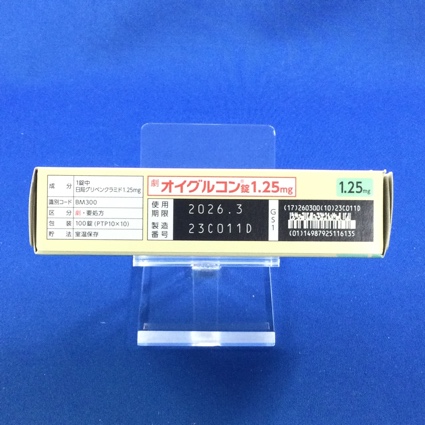 成分 1錠中
日局グリベンクラミド1.25mg
識別コード BM300
区分 劇・要処方
包装 100錠 (PTP10×10)
貯法 室温保存
劇 オイグルコン®錠1.25mg
使用期限 2026.3
製造番号 23C011D
GS1
1.25mg
(17)260300(10)23C011D
(01)14987925116135